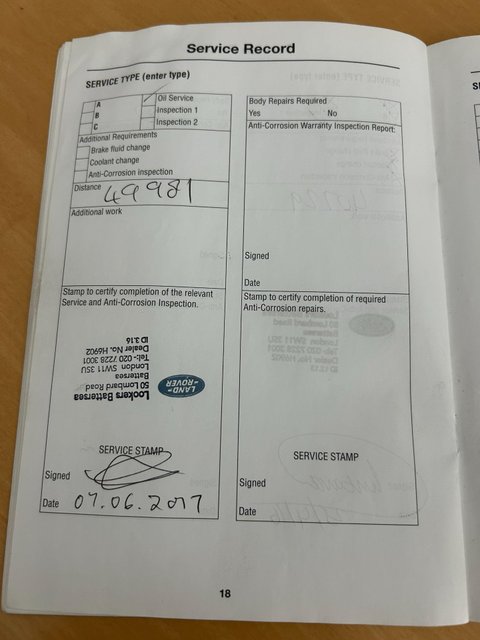 Service Record
SERVICE TYPE (enter type)
A
B
C
Oil Service
Inspection 1
Inspection 2
Additional Requirements
Brake fluid change
Coolant change
Anti-Corrosion inspection
Distance 49981
Additional work
Stamp to certify completion of the relevant
Service and Anti-Corrosion Inspection.
Lookers Battersea
50 Lombard Road
Battersea
London SW11 3SU
Tel:- 020 7228 3001
Dealer No. H6902
ID 316
LAND-
-ROVER
SERVICE STAMP
Signed
Date 07.06.2017
Body Repairs Required
Yes No
Anti-Corrosion Warranty Inspection Report:
Signed
Date
Stamp to certify completion of required
Anti-Corrosion repairs.
SERVICE STAMP
Signed
Date
18